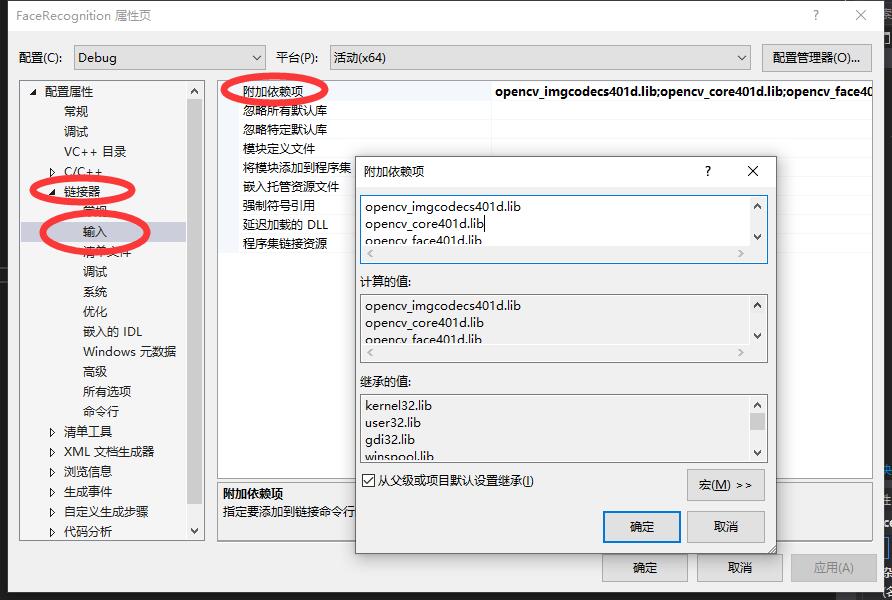 FaceRecognition 属性页
配置(C):
Debug
平台(P):
活动(x64)
配置管理器(O)...
配置属性
常规
调试
VC++ 目录
C/C++
链接器
常规
输入
清单文件
调试
系统
优化
嵌入的 IDL
Windows 元数据
高级
所有选项
命令行
清单工具
XML 文档生成器
浏览信息
生成事件
自定义生成步骤
代码分析
附加依赖项
opencv_imgcodecs401d.lib;opencv_core401d.lib;opencv_face40
忽略所有默认库
忽略特定默认库
模块定义文件
将模块添加到程序集
嵌入托管资源文件
强制符号引用
延迟加载的 DLL
程序集链接资源
附加依赖项
指定要添加到链接命令行
附加依赖项
opencv_imgcodecs401d.lib
opencv_core401d.lib
opencv_face401d.lib
计算的值:
opencv_imgcodecs401d.lib
opencv_core401d.lib
opencv_face401d.lib
继承的值:
kernel32.lib
user32.lib
gdi32.lib
winspool.lib
从父级或项目默认设置继承(I)
宏(M) >>
确定
取消
确定
取消
应用(A)